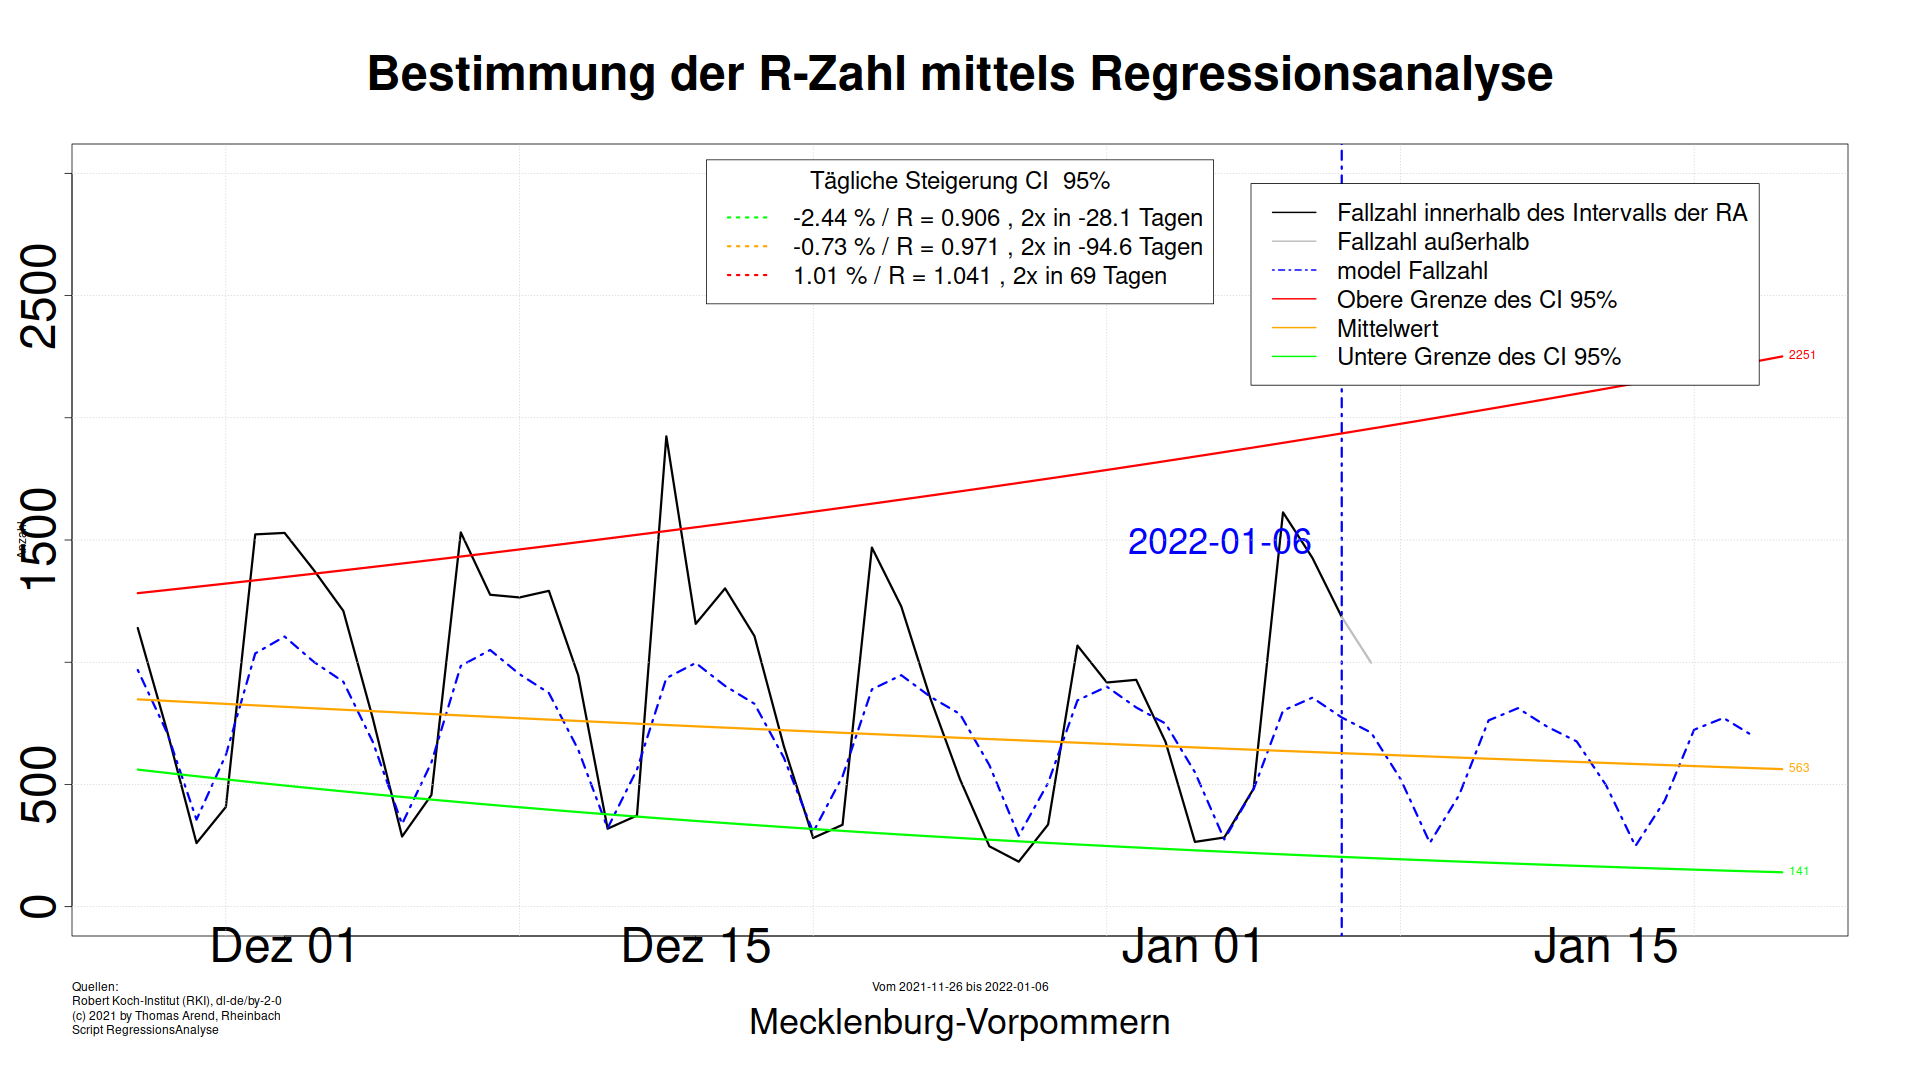 Bestimmung der R-Zahl mittels Regressionsanalyse
Tägliche Steigerung CI  95%
-2.44 % / R = 0.906 , 2x in -28.1 Tagen
-0.73 % / R = 0.971 , 2x in -94.6 Tagen
1.01 % / R = 1.041 , 2x in 69 Tagen
Fallzahl innerhalb des Intervalls der RA
Fallzahl außerhalb
model Fallzahl
Obere Grenze des CI 95%
Mittelwert
Untere Grenze des CI 95%
2500
1500
500
0
Anzahl
2251
2022-01-06
563
141
Dez 01
Dez 15
Jan 01
Jan 15
Quellen:
Robert Koch-Institut (RKI), dl-de/by-2-0
(c) 2021 by Thomas Arend, Rheinbach
Script RegressionsAnalyse
Vom 2021-11-26 bis 2022-01-06
Mecklenburg-Vorpommern